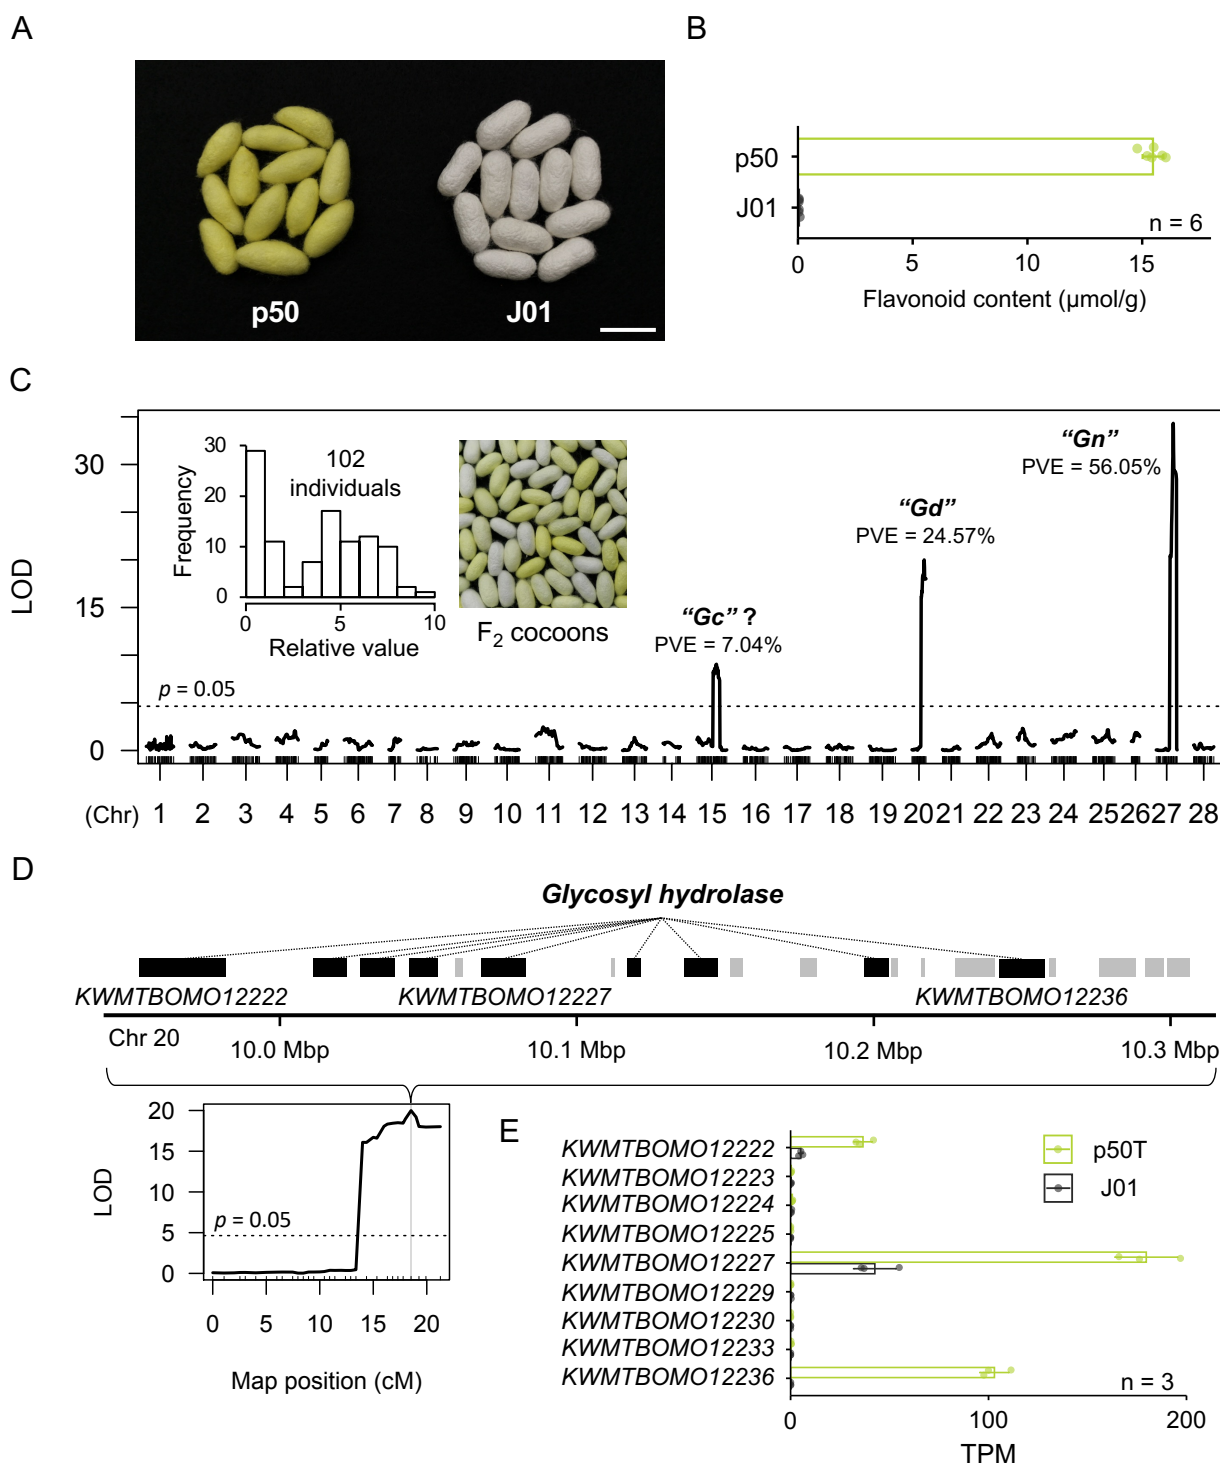 A
p50
J01
B
p50
J01
n = 6
0 5 10 15
Flavonoid content (µmol/g)
C
LOD
30
15
0
30
20
10
0
Frequency
102
individuals
0 5 10
Relative value
F2 cocoons
p = 0.05
"Gc" ?
PVE = 7.04%
"Gd"
PVE = 24.57%
"Gn"
PVE = 56.05%
(Chr) 1 2 3 4 5 6 7 8 9 10 11 12 13 14 15 16 17 18 19 20 21 22 23 24 25 26 27 28
D
Glycosyl hydrolase
KWMTBOMO12222 KWMTBOMO12227 KWMTBOMO12236
Chr 20 10.0 Mbp 10.1 Mbp 10.2 Mbp 10.3 Mbp
LOD
20
15
10
5
0
p = 0.05
0 5 10 15 20
Map position (cM)
E
KWMTBOMO12222
KWMTBOMO12223
KWMTBOMO12224
KWMTBOMO12225
KWMTBOMO12227
KWMTBOMO12229
KWMTBOMO12230
KWMTBOMO12233
KWMTBOMO12236
p50T
J01
n = 3
0 100 200
TPM